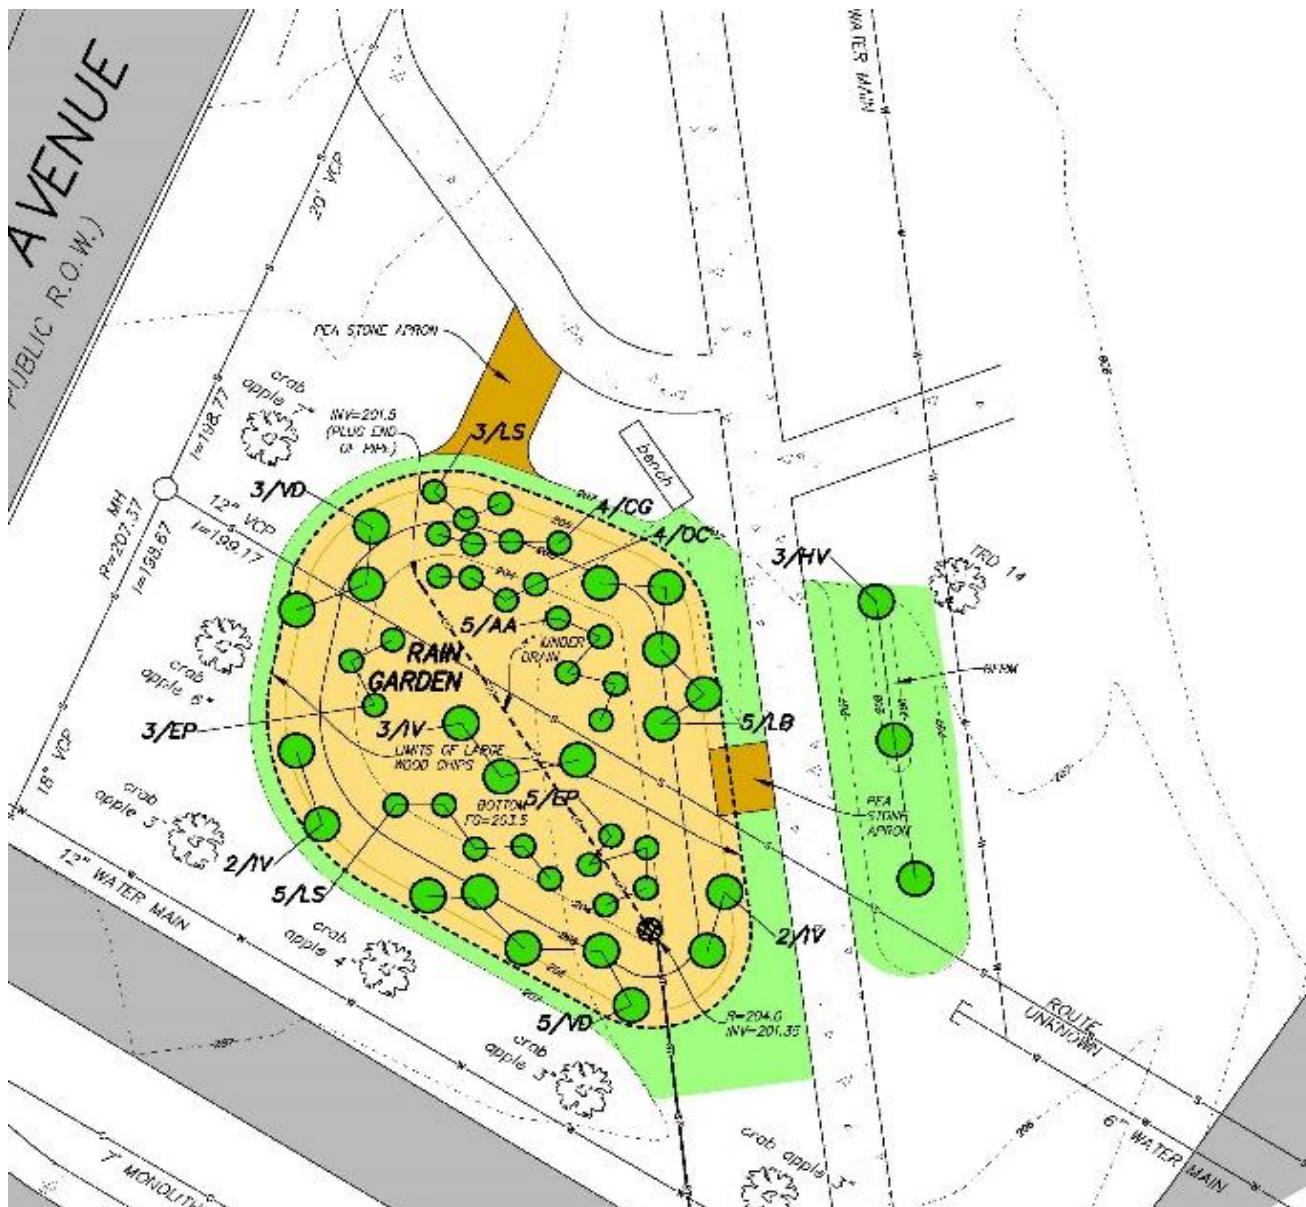 AVENUE
PUBLIC R.O.W.)
WATER MAIN
20' VCP
PEA STONE APRON
crab
apple 7"
INV=201.5
(PLUG END
OF PIPE)
I=198.77
3/LS
bench
3/VD
4/CG
4/OC
MH
R=207.37
I=198.67
12" VCP
I=199.17
3/HV
TRD 14
5/AA
4" UNDER
DRAIN
RAIN
GARDEN
crab
apple 6"
BERM
3/EP
3/IV
5/LB
LIMITS OF LARGE
WOOD CHIPS
18" VCP
crab
apple 3"
5/EP
BOTTOM
FG=203.5
PEA
STONE
APRON
2/IV
5/LS
12" WATER MAIN
crab
apple 4"
2/IV
5/VD
R=204.0
INV=201.35
ROUTE
UNKNOWN
crab
apple 3"
6" WATER MAIN
crab apple 3"
7' MONOLITH